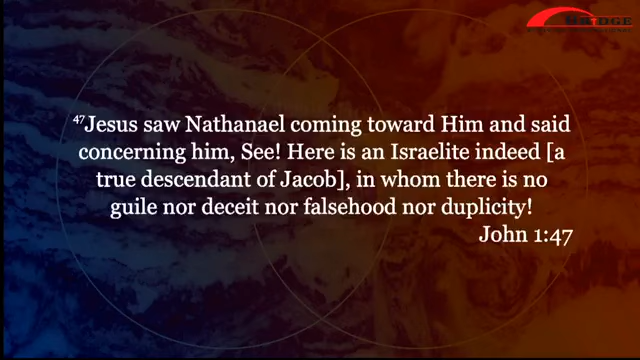 BRIDGE
47Jesus saw Nathanael coming toward Him and said
concerning him, See! Here is an Israelite indeed [a
true descendant of Jacob], in whom there is no
guile nor deceit nor falsehood nor duplicity!
John 1:47